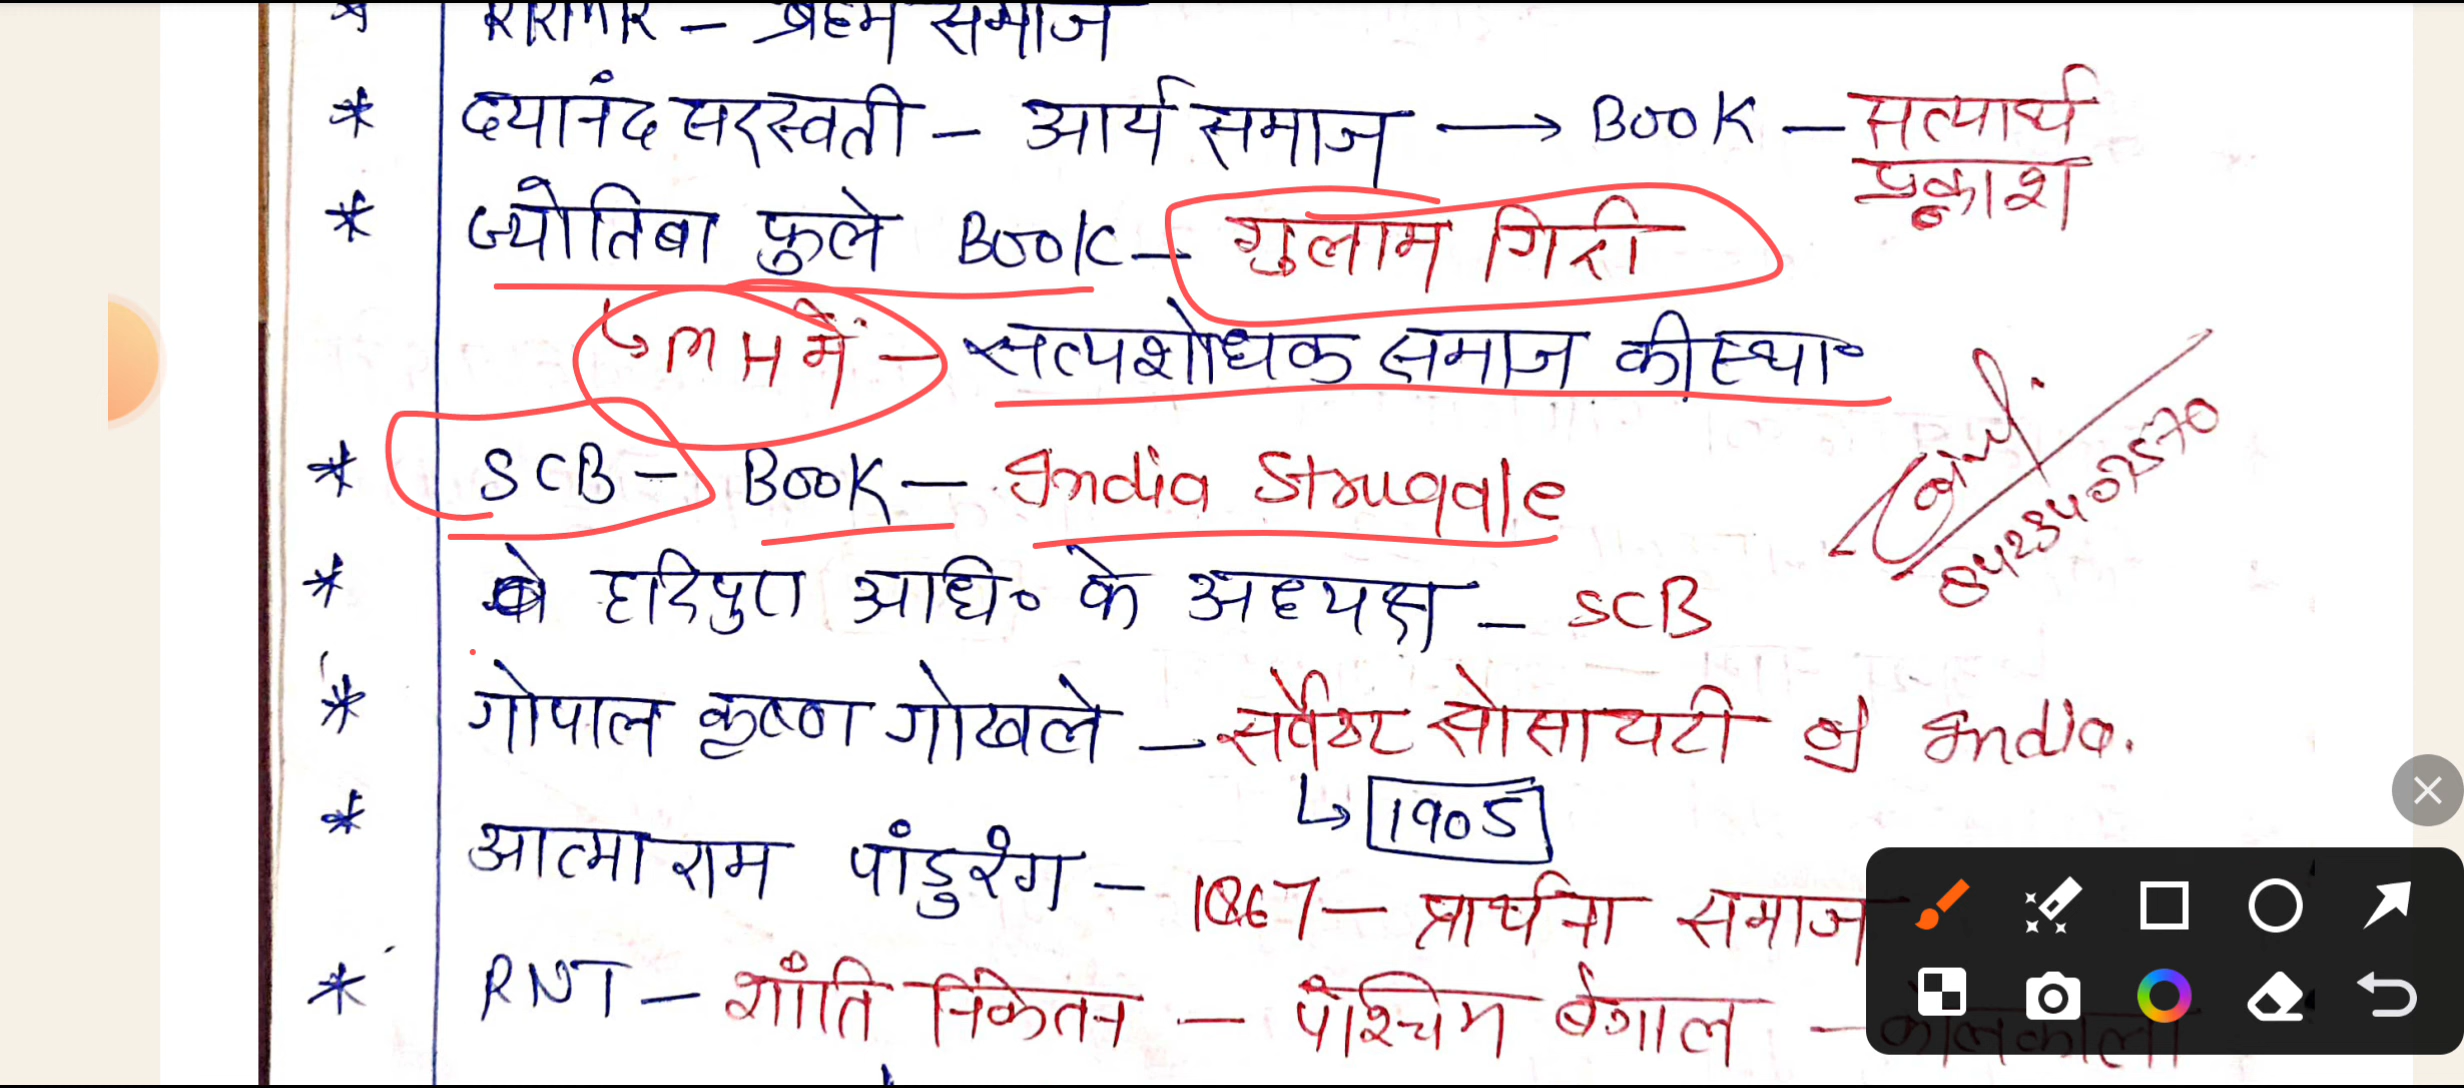 * RRMR - ब्रह्म समाज
* दयानंद सरस्वती - आर्य समाज → BOOK - सत्यार्थ
प्रकाश
* ज्योतिबा फुले BOOK - गुलाम गिरी
↳ MH में - सत्यशोधक समाज की स्था॰
* SCB - BOOK - India Struggle
* हरिपुरा अधि॰ के अध्यक्ष - SCB
8423402570
* गोपाल कृष्ण गोखले - सर्वेण्ट सोसायटी of India.
↳ 1905
* आत्माराम पांडुरंग - 1867 - प्रार्थना समाज
* RNT - शांति निकेतन - पश्चिम बंगाल - कोलकाता